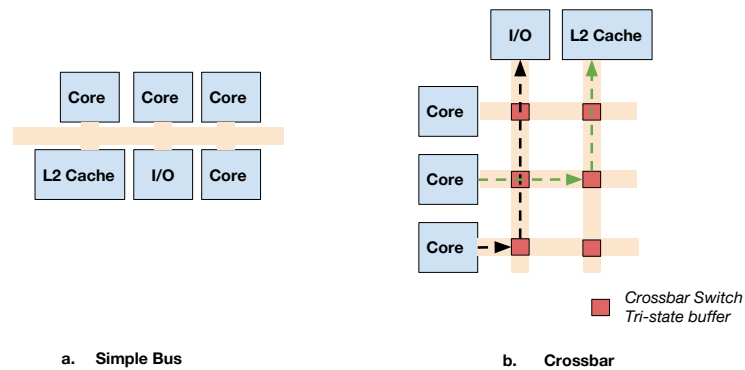 Core
Core
Core
L2 Cache
I/O
Core
a. Simple Bus
I/O
L2 Cache
Core
Core
Core
Crossbar Switch
Tri-state buffer
b. Crossbar